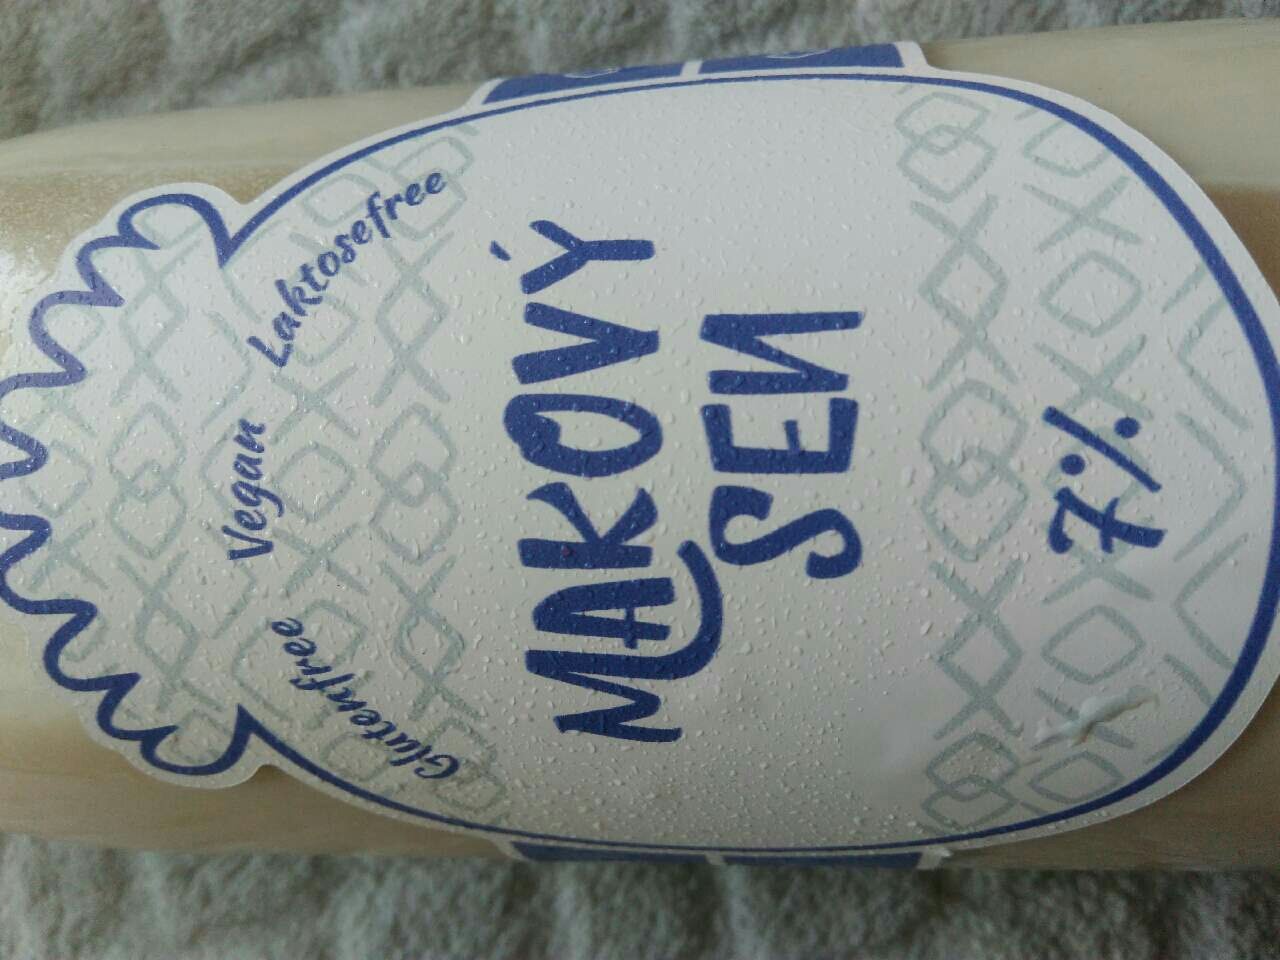 Glutenfree Vegan Laktosefree
MAKOVÝ
SEN
7%